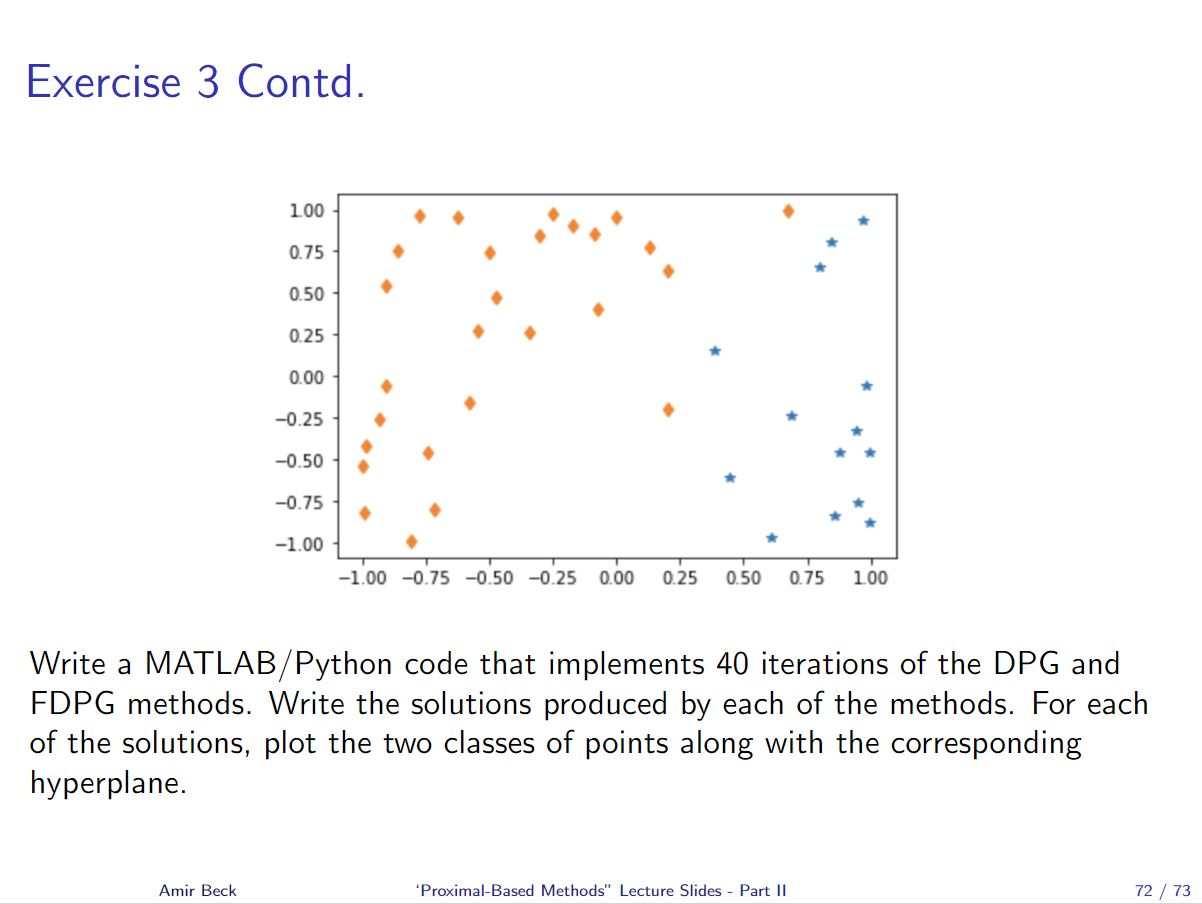 Exercise 3 Contd.
1.00
0.75
0.50
0.25
0.00
−0.25
−0.50
−0.75
−1.00
−1.00 −0.75 −0.50 −0.25 0.00 0.25 0.50 0.75 1.00
Write a MATLAB/Python code that implements 40 iterations of the DPG and
FDPG methods. Write the solutions produced by each of the methods. For each
of the solutions, plot the two classes of points along with the corresponding
hyperplane.
Amir Beck ‘Proximal-Based Methods” Lecture Slides - Part II 72 / 73